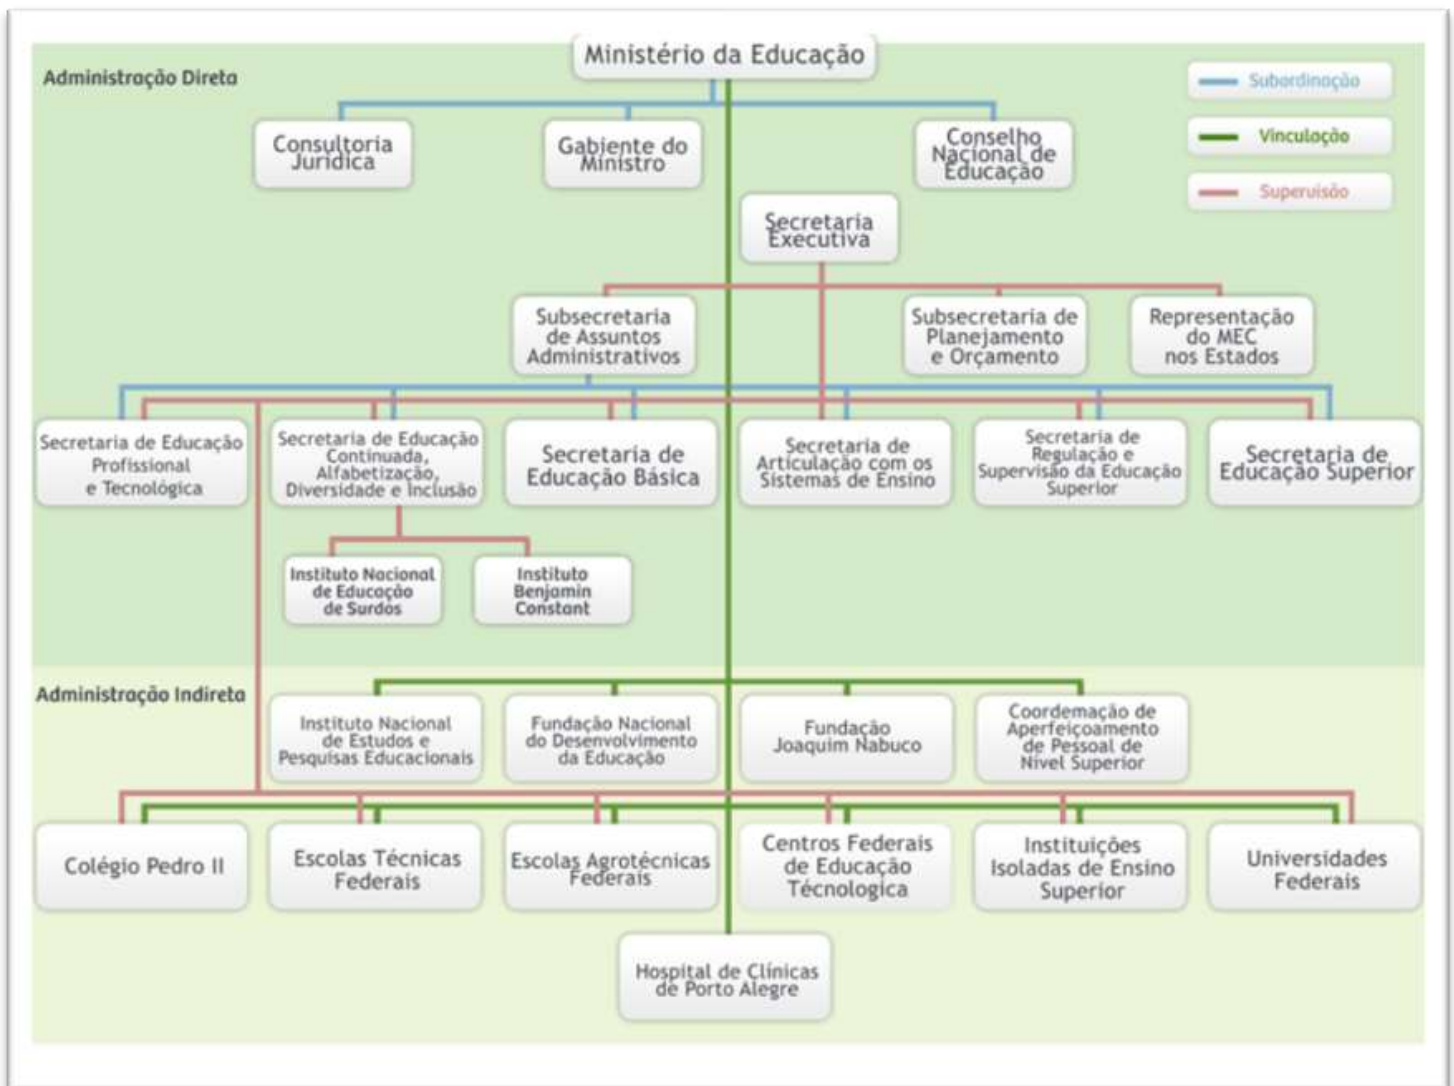 Ministério da Educação
Administração Direta
Subordinação
Vinculação
Supervisão
Consultoria
Jurídica
Gabiente do
Ministro
Conselho
Nacional de
Educação
Secretaria
Executiva
Subsecretaria
de Assuntos
Administrativos
Subsecretaria de
Planejamento
e Orçamento
Representação
do MEC
nos Estados
Secretaria de Educação
Profissional
e Tecnológica
Secretaria de Educação
Continuada,
Alfabetização,
Diversidade e Inclusão
Secretaria de
Educação Básica
Secretaria de
Articulação com os
Sistemas de Ensino
Secretaria de
Regulação e
Supervisão da Educação
Superior
Secretaria de
Educação Superior
Instituto Nacional
de Educação
de Surdos
Instituto
Benjamin
Constant
Administração Indireta
Instituto Nacional
de Estudos e
Pesquisas Educacionais
Fundação Nacional
do Desenvolvimento
da Educação
Fundação
Joaquim Nabuco
Coordemação de
Aperfeiçoamento
de Pessoal de
Nível Superior
Colégio Pedro II
Escolas Técnicas
Federais
Escolas Agrotécnicas
Federais
Centros Federais
de Educação
Técnologica
Instituições
Isoladas de Ensino
Superior
Universidades
Federais
Hospital de Clínicas
de Porto Alegre